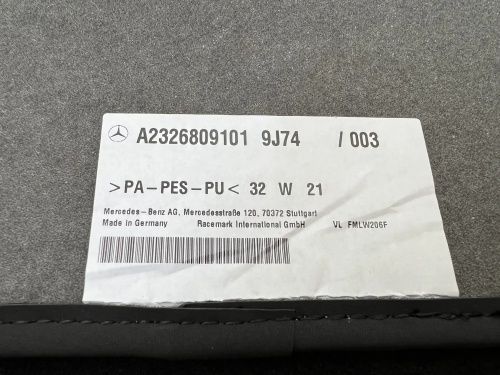 A2326809101 9J74 /003
>PA-PES-PU< 32 W 21
Mercedes-Benz AG, Mercedesstraße 120, 70372 Stuttgart
Made in Germany Racemark International GmbH VL FMLW206F